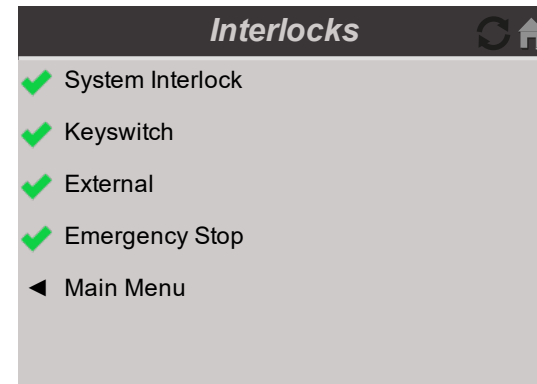 Interlocks
System Interlock
Keyswitch
External
Emergency Stop
Main Menu